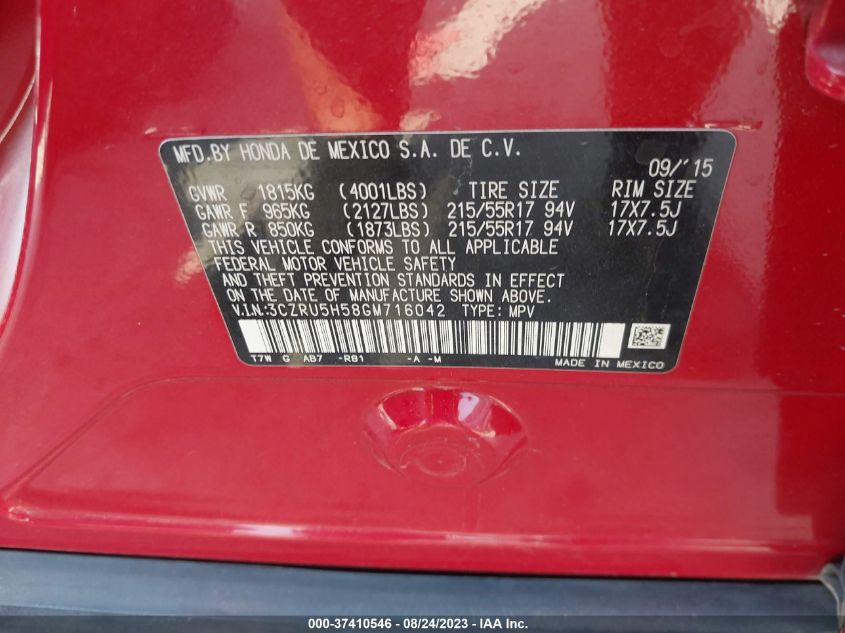 MFD.BY HONDA DE MEXICO S.A. DE C.V.
09/'15
GVWR 1815KG (4001LBS) TIRE SIZE RIM SIZE
GAWR F 965KG (2127LBS) 215/55R17 94V 17X7.5J
GAWR R 850KG (1873LBS) 215/55R17 94V 17X7.5J
THIS VEHICLE CONFORMS TO ALL APPLICABLE
FEDERAL MOTOR VEHICLE SAFETY
AND THEFT PREVENTION STANDARDS IN EFFECT
ON THE DATE OF MANUFACTURE SHOWN ABOVE.
V.I.N:3CZRU5H58GM716042 TYPE: MPV
T7W G AB7 -R81 -A -M MADE IN MEXICO
000-37410546 - 08/24/2023 - IAA Inc.